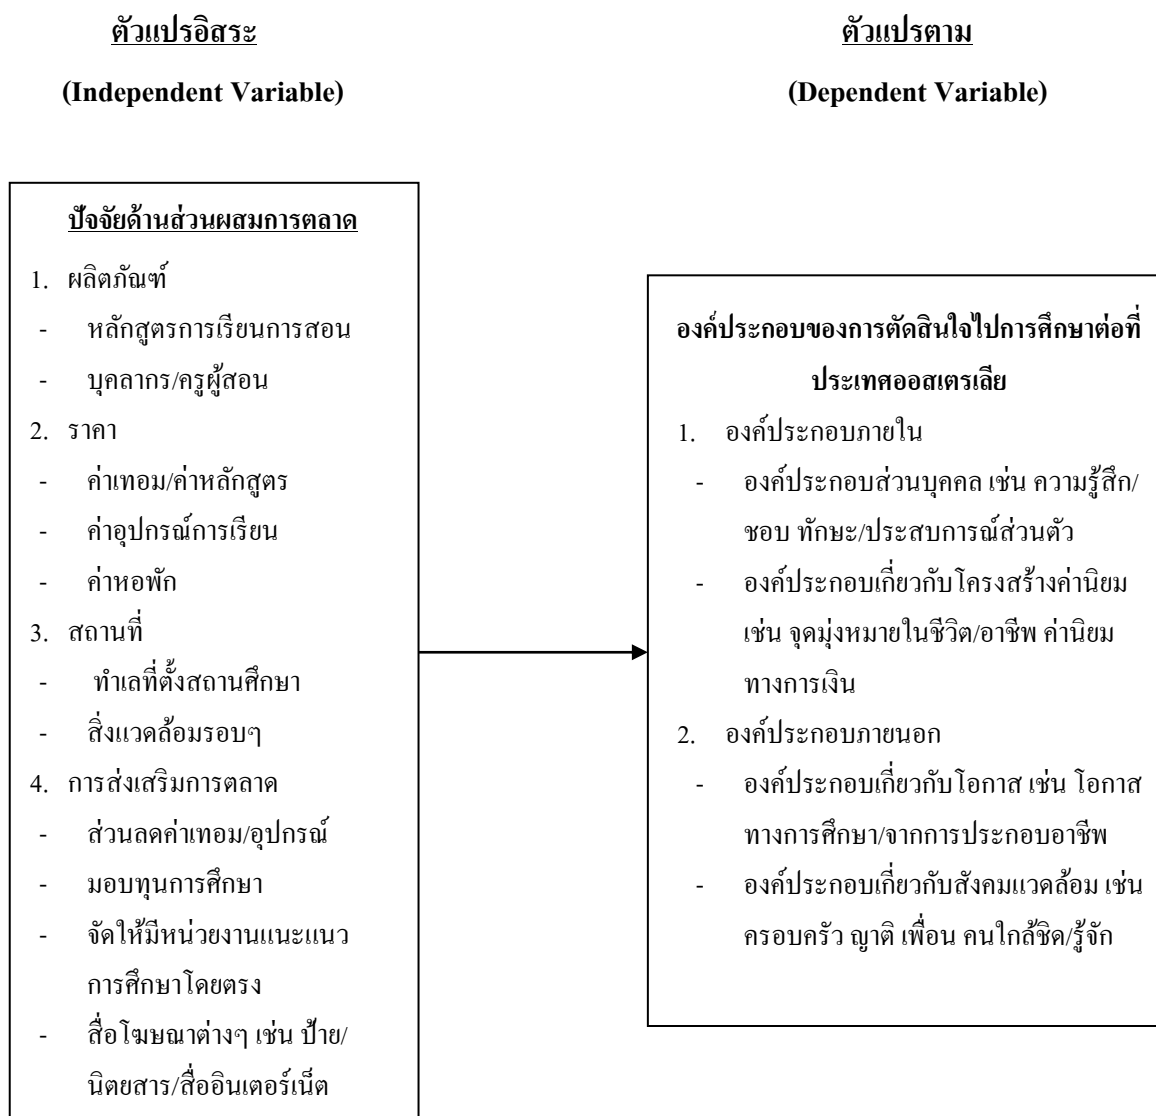 ตัวแปรอิสระ
(Independent Variable)
ตัวแปรตาม
(Dependent Variable)
ปัจจัยด้านส่วนผสมการตลาด
1. ผลิตภัณฑ์
- หลักสูตรการเรียนการสอน
- บุคลากร/ครูผู้สอน
2. ราคา
- ค่าเทอม/ค่าหลักสูตร
- ค่าอุปกรณ์การเรียน
- ค่าหอพัก
3. สถานที่
- ทำเลที่ตั้งสถานศึกษา
- สิ่งแวดล้อมรอบๆ
4. การส่งเสริมการตลาด
- ส่วนลดค่าเทอม/อุปกรณ์
- มอบทุนการศึกษา
- จัดให้มีหน่วยงานแนะแนว
การศึกษาโดยตรง
- สื่อโฆษณาต่างๆ เช่น ป้าย/
นิตยสาร/สื่ออินเตอร์เน็ต
องค์ประกอบของการตัดสินใจไปการศึกษาต่อที่
ประเทศออสเตรเลีย
1. องค์ประกอบภายใน
- องค์ประกอบส่วนบุคคล เช่น ความรู้สึก/
ชอบ ทักษะ/ประสบการณ์ส่วนตัว
- องค์ประกอบเกี่ยวกับโครงสร้างค่านิยม
เช่น จุดมุ่งหมายในชีวิต/อาชีพ ค่านิยม
ทางการเงิน
2. องค์ประกอบภายนอก
- องค์ประกอบเกี่ยวกับโอกาส เช่น โอกาส
ทางการศึกษา/จากการประกอบอาชีพ
- องค์ประกอบเกี่ยวกับสังคมแวดล้อม เช่น
ครอบครัว ญาติ เพื่อน คนใกล้ชิด/รู้จัก